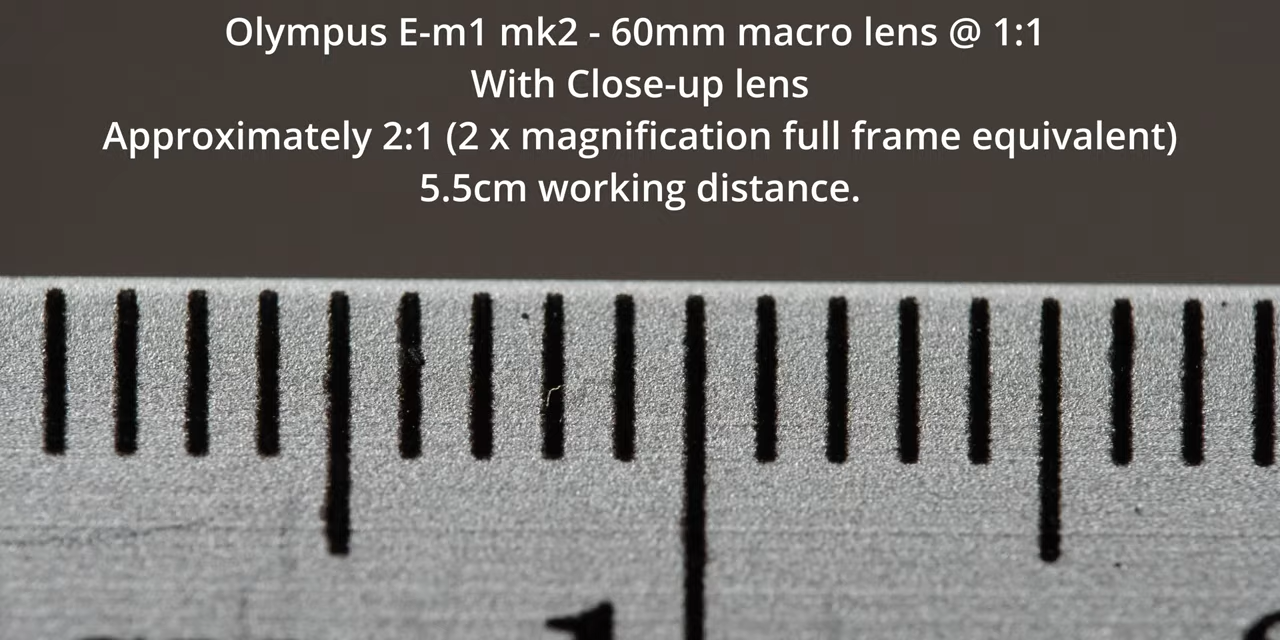 Olympus E-m1 mk2 - 60mm macro lens @ 1:1
With Close-up lens
Approximately 2:1 (2 x magnification full frame equivalent)
5.5cm working distance.